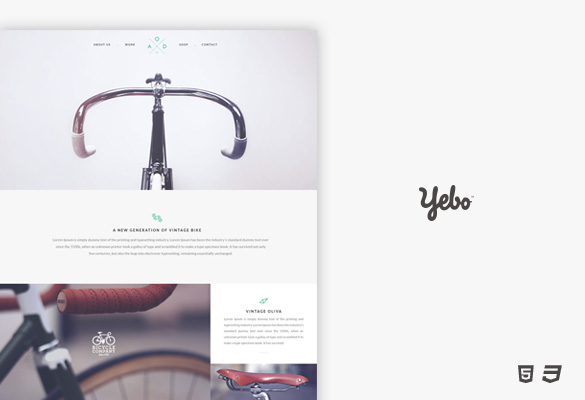 ABOUT US
WORK
A O D
SHOP
CONTACT
Yebo
A NEW GENERATION OF VINTAGE BIKE
Lorem Ipsum is simply dummy text of the printing and typesetting industry. Lorem Ipsum has been the industry's standard dummy text ever
since the 1500s, when an unknown printer took a galley of type and scrambled it to make a type specimen book. It has survived not only
five centuries, but also the leap into electronic typesetting, remaining essentially unchanged.
BICYCLE
COMPANY
VINTAGE OLIVA
Lorem Ipsum is simply dummy text of the printing and
typesetting industry. Lorem Ipsum has been the industry's
standard dummy text ever since the 1500s, when an
unknown printer took a galley of type and scrambled it to
make a type specimen book. It has survived
5
3